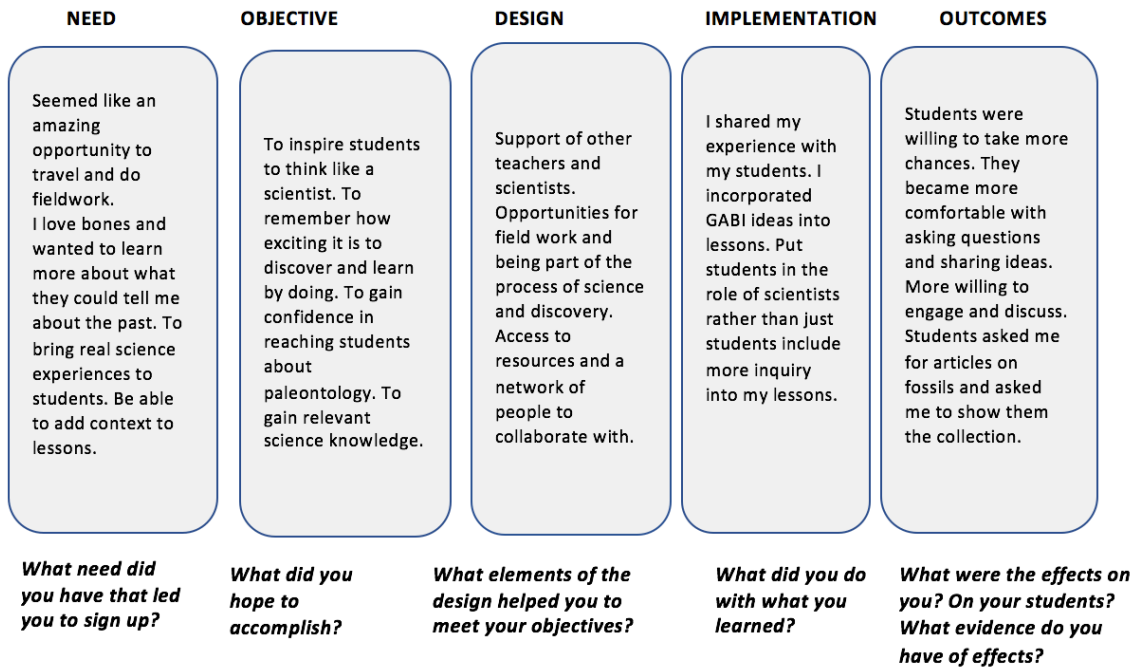 NEED
OBJECTIVE
DESIGN
IMPLEMENTATION
OUTCOMES
Seemed like an
amazing
opportunity to
travel and do
fieldwork.
I love bones and
wanted to learn
more about what
they could tell me
about the past. To
bring real science
experiences to
students. Be able
to add context to
lessons.
To inspire students
to think like a
scientist. To
remember how
exciting it is to
discover and learn
by doing. To gain
confidence in
reaching students
about
paleontology. To
gain relevant
science knowledge.
Support of other
teachers and
scientists.
Opportunities for
field work and
being part of the
process of science
and discovery.
Access to
resources and a
network of
people to
collaborate with.
I shared my
experience with
my students. I
incorporated
GABI ideas into
lessons. Put
students in the
role of scientists
rather than just
students include
more inquiry
into my lessons.
Students were
willing to take more
chances. They
became more
comfortable with
asking questions
and sharing ideas.
More willing to
engage and discuss.
Students asked me
for articles on
fossils and asked
me to show them
the collection.
What need did
you have that led
you to sign up?
What did you
hope to
accomplish?
What elements of the
design helped you to
meet your objectives?
What did you do
with what you
learned?
What were the effects on
you? On your students?
What evidence do you
have of effects?